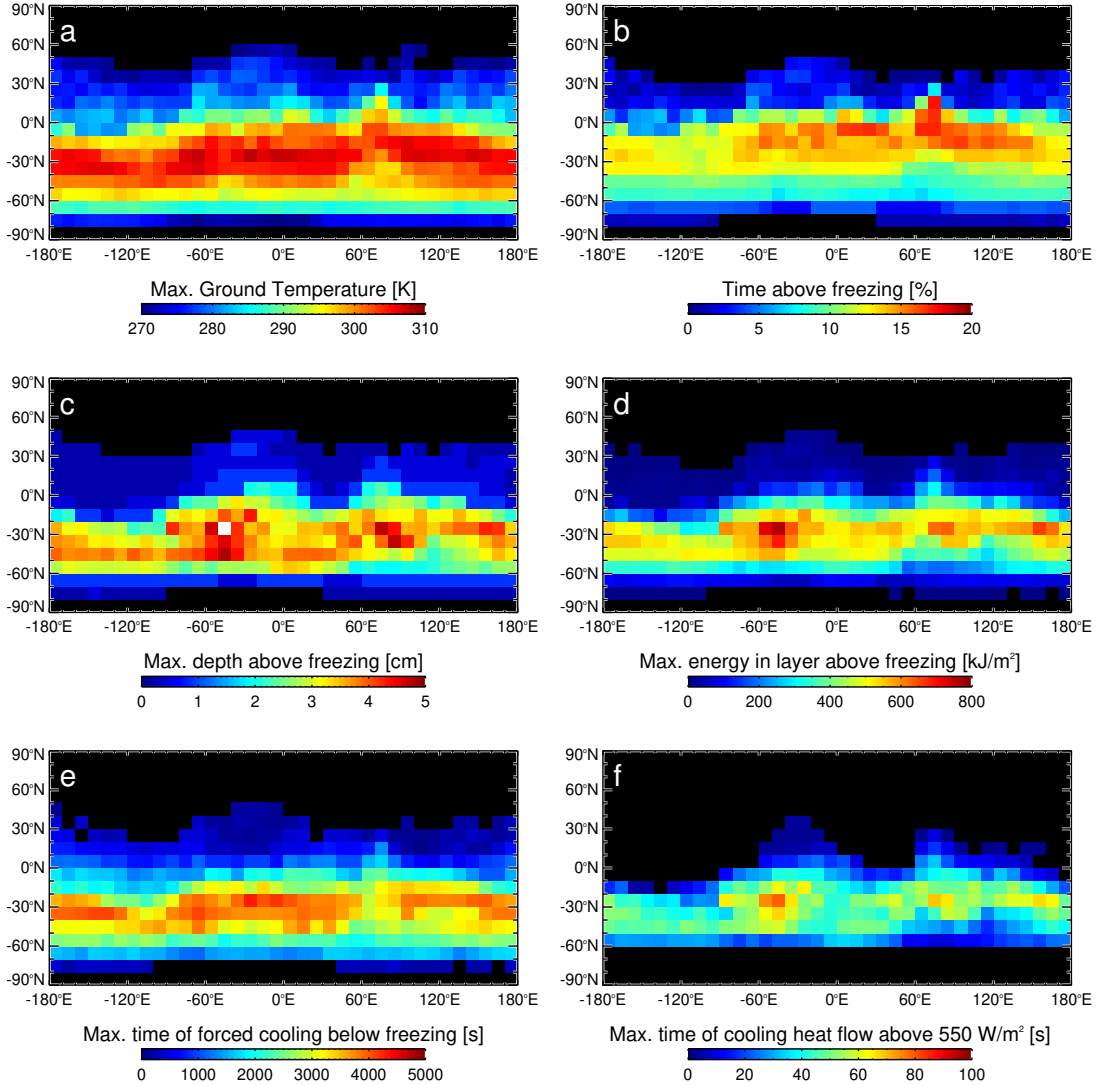 a
90°N
60°N
30°N
0°N
-30°N
-60°N
-90°N
-180°E -120°E -60°E 0°E 60°E 120°E 180°E
Max. Ground Temperature [K]
270 280 290 300 310
b
90°N
60°N
30°N
0°N
-30°N
-60°N
-90°N
-180°E -120°E -60°E 0°E 60°E 120°E 180°E
Time above freezing [%]
0 5 10 15 20
c
90°N
60°N
30°N
0°N
-30°N
-60°N
-90°N
-180°E -120°E -60°E 0°E 60°E 120°E 180°E
Max. depth above freezing [cm]
0 1 2 3 4 5
d
90°N
60°N
30°N
0°N
-30°N
-60°N
-90°N
-180°E -120°E -60°E 0°E 60°E 120°E 180°E
Max. energy in layer above freezing [kJ/m²]
0 200 400 600 800
e
90°N
60°N
30°N
0°N
-30°N
-60°N
-90°N
-180°E -120°E -60°E 0°E 60°E 120°E 180°E
Max. time of forced cooling below freezing [s]
0 1000 2000 3000 4000 5000
f
90°N
60°N
30°N
0°N
-30°N
-60°N
-90°N
-180°E -120°E -60°E 0°E 60°E 120°E 180°E
Max. time of cooling heat flow above 550 W/m² [s]
0 20 40 60 80 100